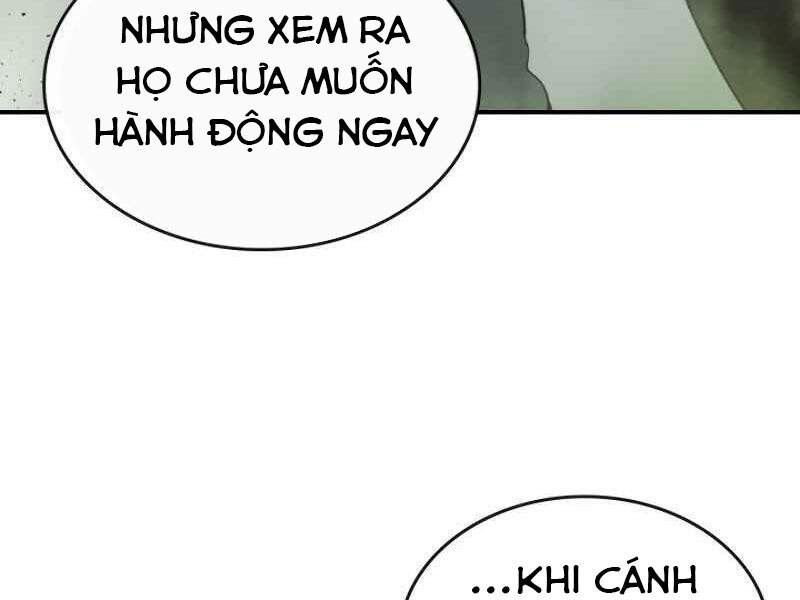 NHƯNG XEM RA
HỌ CHƯA MUỐN
HÀNH ĐỘNG NGAY
...KHI CÁNH